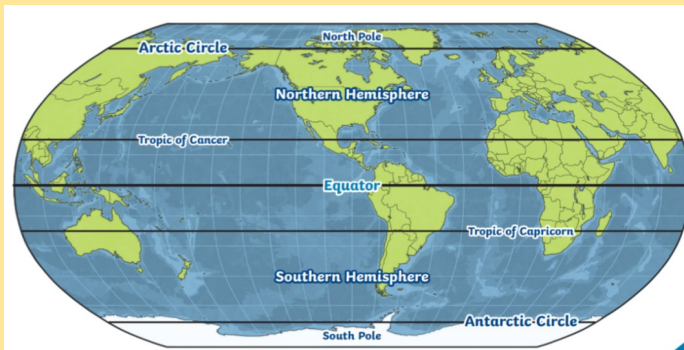 North Pole
Arctic Circle
Northern Hemisphere
Tropic of Cancer
Equator
Tropic of Capricorn
Southern Hemisphere
Antarctic Circle
South Pole